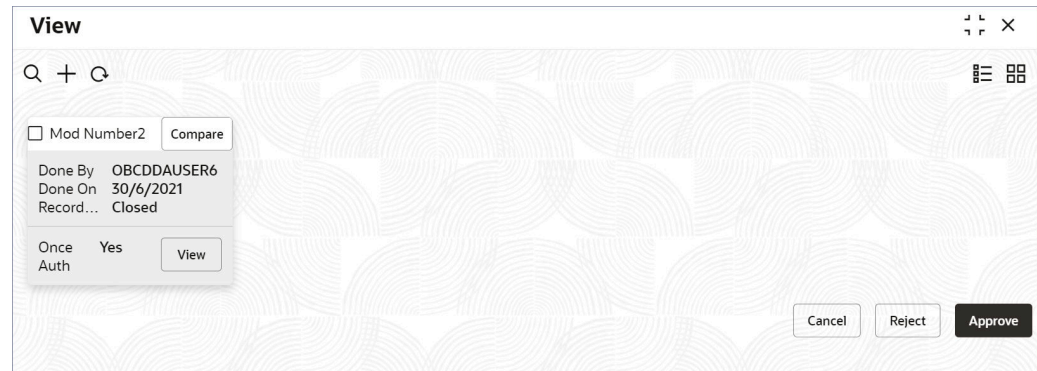 View
Mod Number2 Compare
Done By OBCDDAUSER6
Done On 30/6/2021
Record... Closed
Once Auth Yes View
Cancel Reject Approve